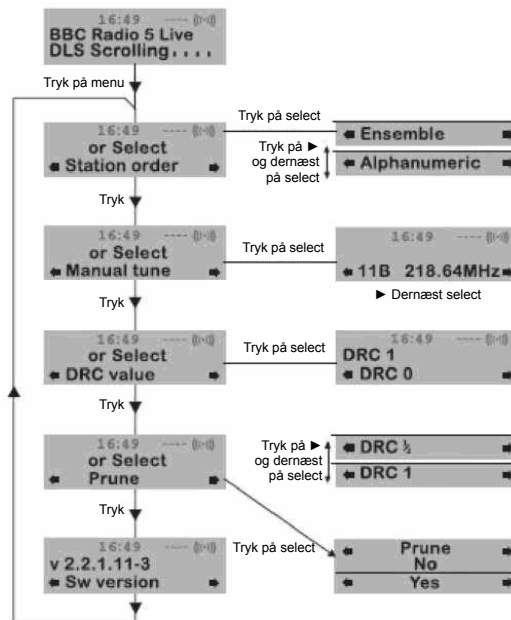 16:49 ----
BBC Radio 5 Live
DLS Scrolling....
Tryk på menu
16:49 ----
or Select
Station order
Tryk på select
Ensemble
Tryk på ►
og dernæst
på select
Alphanumeric
Tryk
16:49 ----
or Select
Manual tune
Tryk på select
16:49 ----
11B 218.64MHz
► Dernæst select
Tryk
16:49 ----
or Select
DRC value
Tryk på select
16:49 ----
DRC 1
DRC 0
Tryk
16:49 ----
or Select
Prune
Tryk på ►
og dernæst
på select
DRC ½
DRC 1
Tryk
16:49 ----
v 2.2.1.11-3
Sw version
Tryk på select
Prune
No
Yes